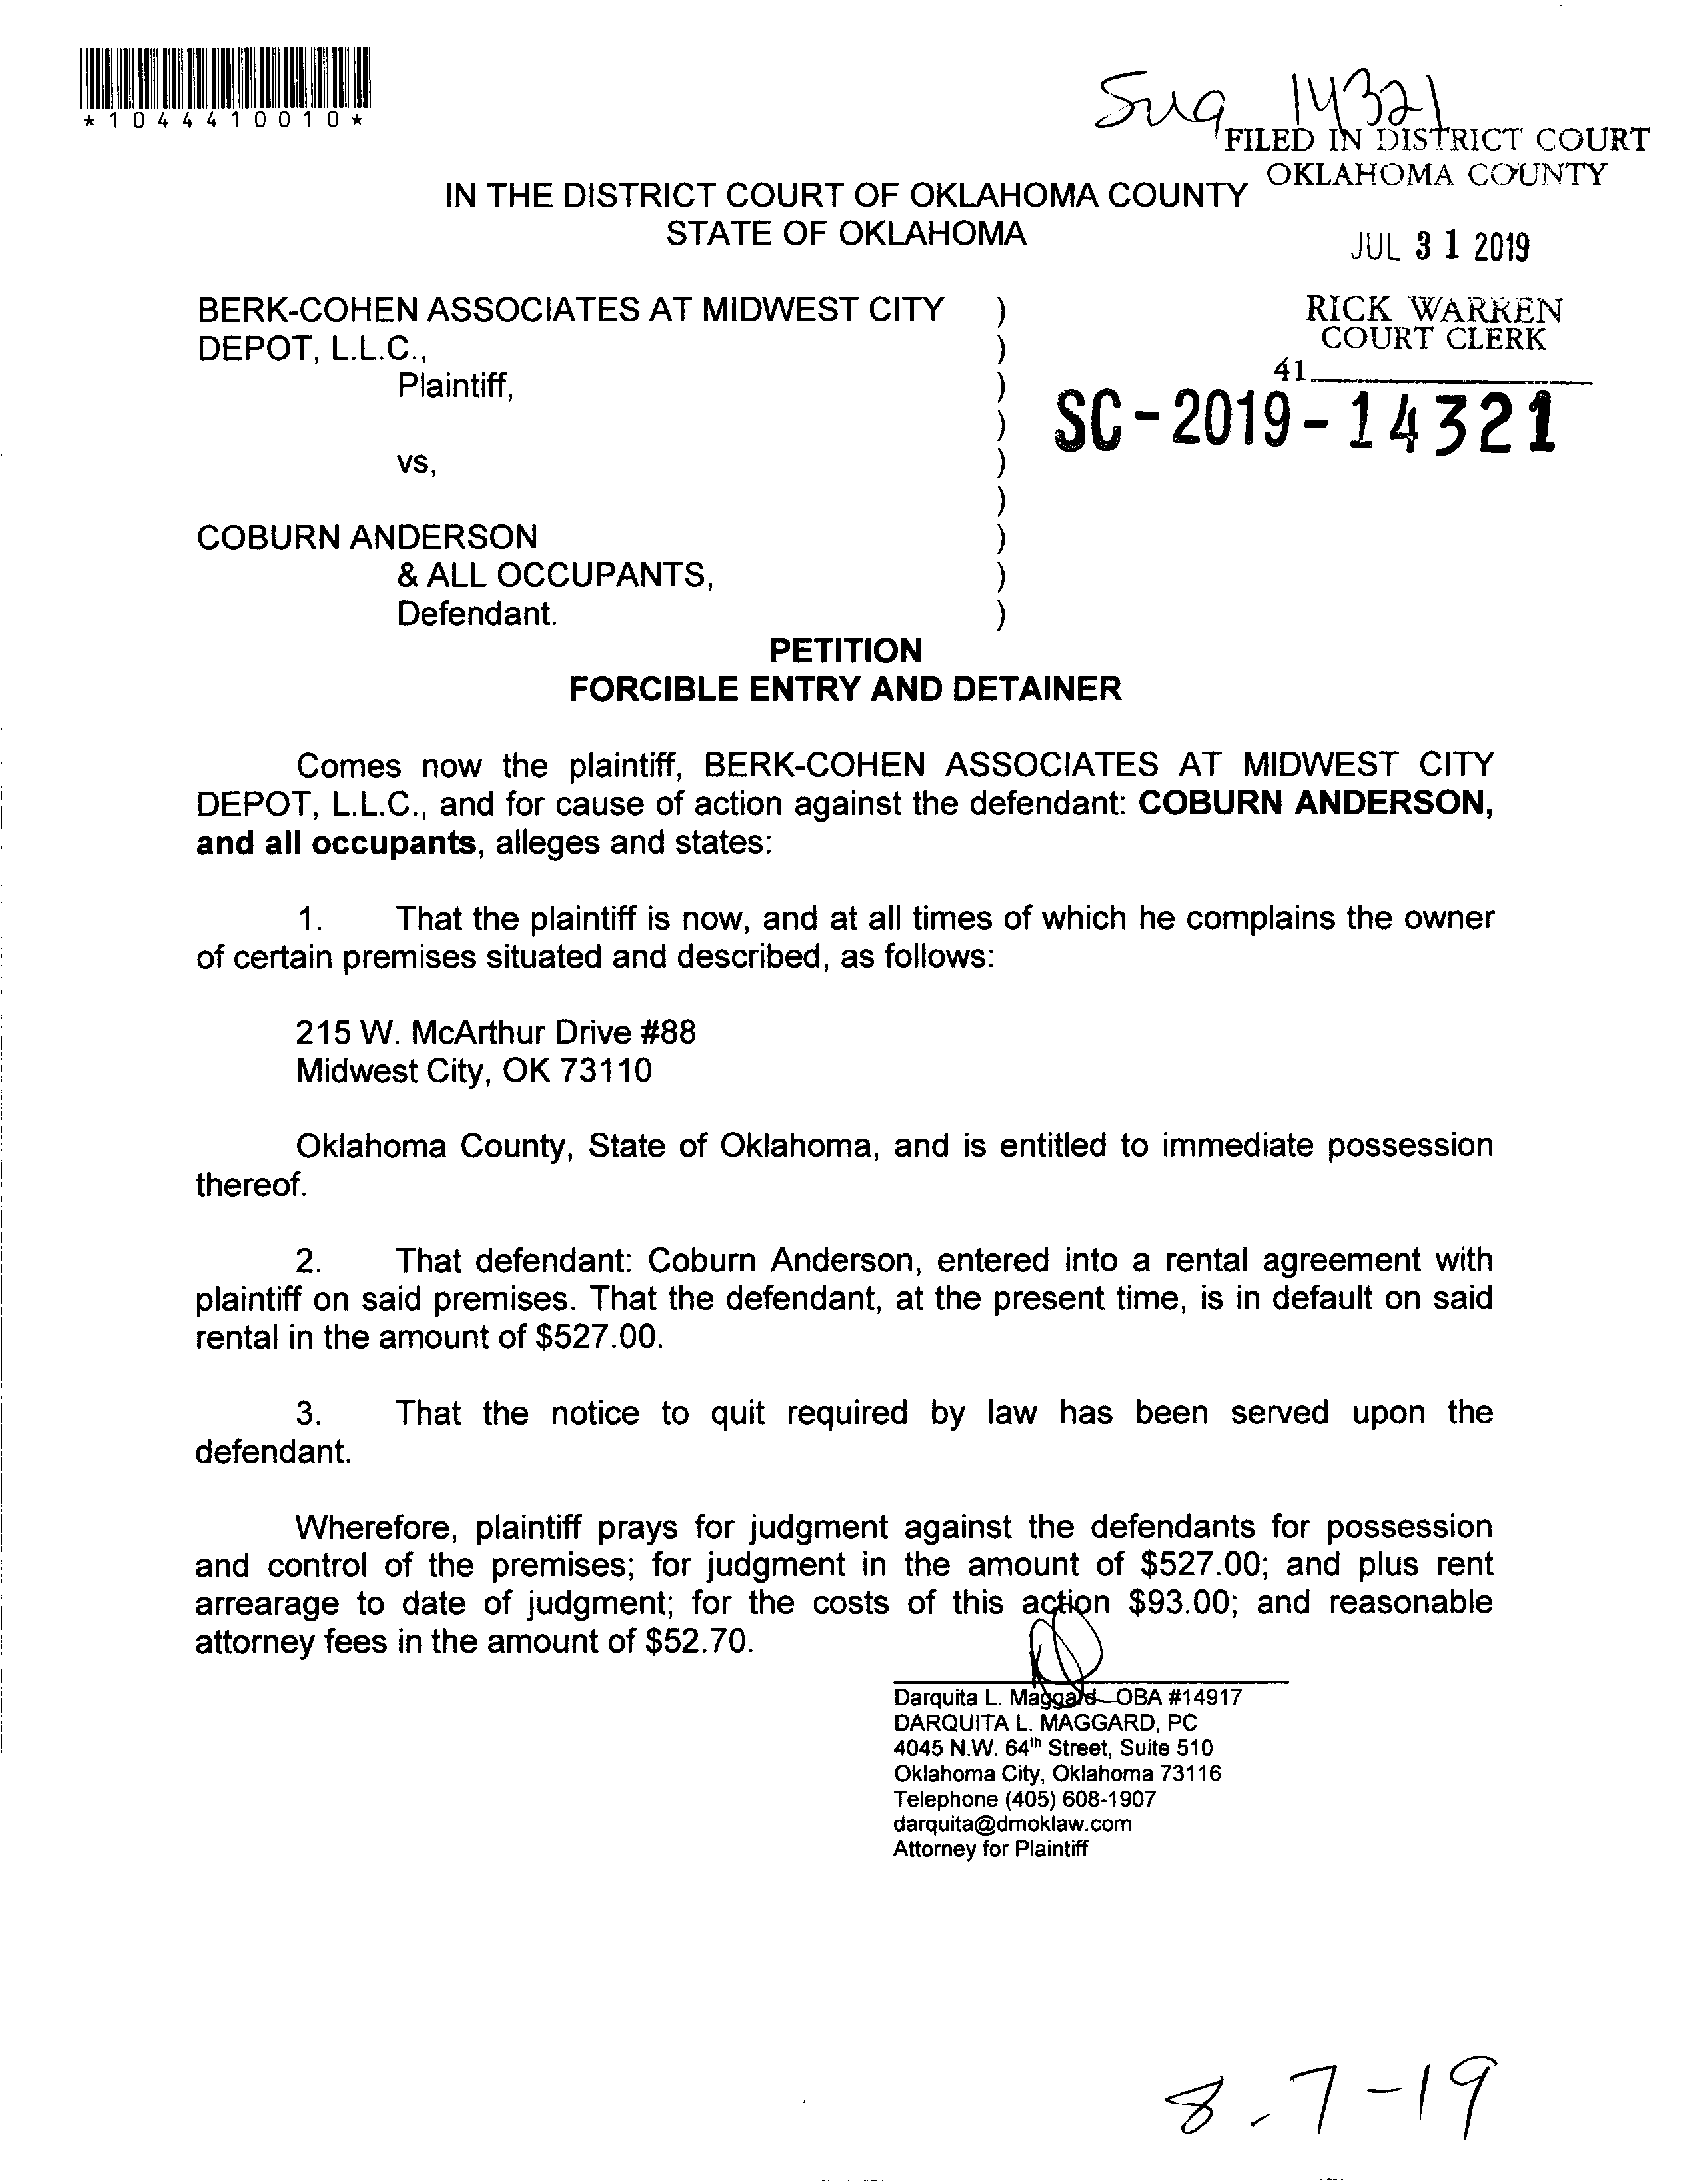 *1044410010*
14321
FILED IN DISTRICT COURT
OKLAHOMA COUNTY
IN THE DISTRICT COURT OF OKLAHOMA COUNTY
STATE OF OKLAHOMA
JUL 31 2019
BERK-COHEN ASSOCIATES AT MIDWEST CITY )
DEPOT, L.L.C., )
Plaintiff, )
)
vs, )
)
COBURN ANDERSON )
& ALL OCCUPANTS, )
Defendant. )
RICK WARREN
COURT CLERK
41
SC-2019-14321
PETITION
FORCIBLE ENTRY AND DETAINER
Comes now the plaintiff, BERK-COHEN ASSOCIATES AT MIDWEST CITY
DEPOT, L.L.C., and for cause of action against the defendant: COBURN ANDERSON,
and all occupants, alleges and states:
1. That the plaintiff is now, and at all times of which he complains the owner
of certain premises situated and described, as follows:
215 W. McArthur Drive #88
Midwest City, OK 73110
Oklahoma County, State of Oklahoma, and is entitled to immediate possession
thereof.
2. That defendant: Coburn Anderson, entered into a rental agreement with
plaintiff on said premises. That the defendant, at the present time, is in default on said
rental in the amount of $527.00.
3. That the notice to quit required by law has been served upon the
defendant.
Wherefore, plaintiff prays for judgment against the defendants for possession
and control of the premises; for judgment in the amount of $527.00; and plus rent
arrearage to date of judgment; for the costs of this action $93.00; and reasonable
attorney fees in the amount of $52.70.
Darquita L. Maggard OBA #14917
DARQUITA L. MAGGARD, PC
4045 N.W. 64th Street, Suite 510
Oklahoma City, Oklahoma 73116
Telephone (405) 608-1907
darquita@dmoklaw.com
Attorney for Plaintiff
8-7-19